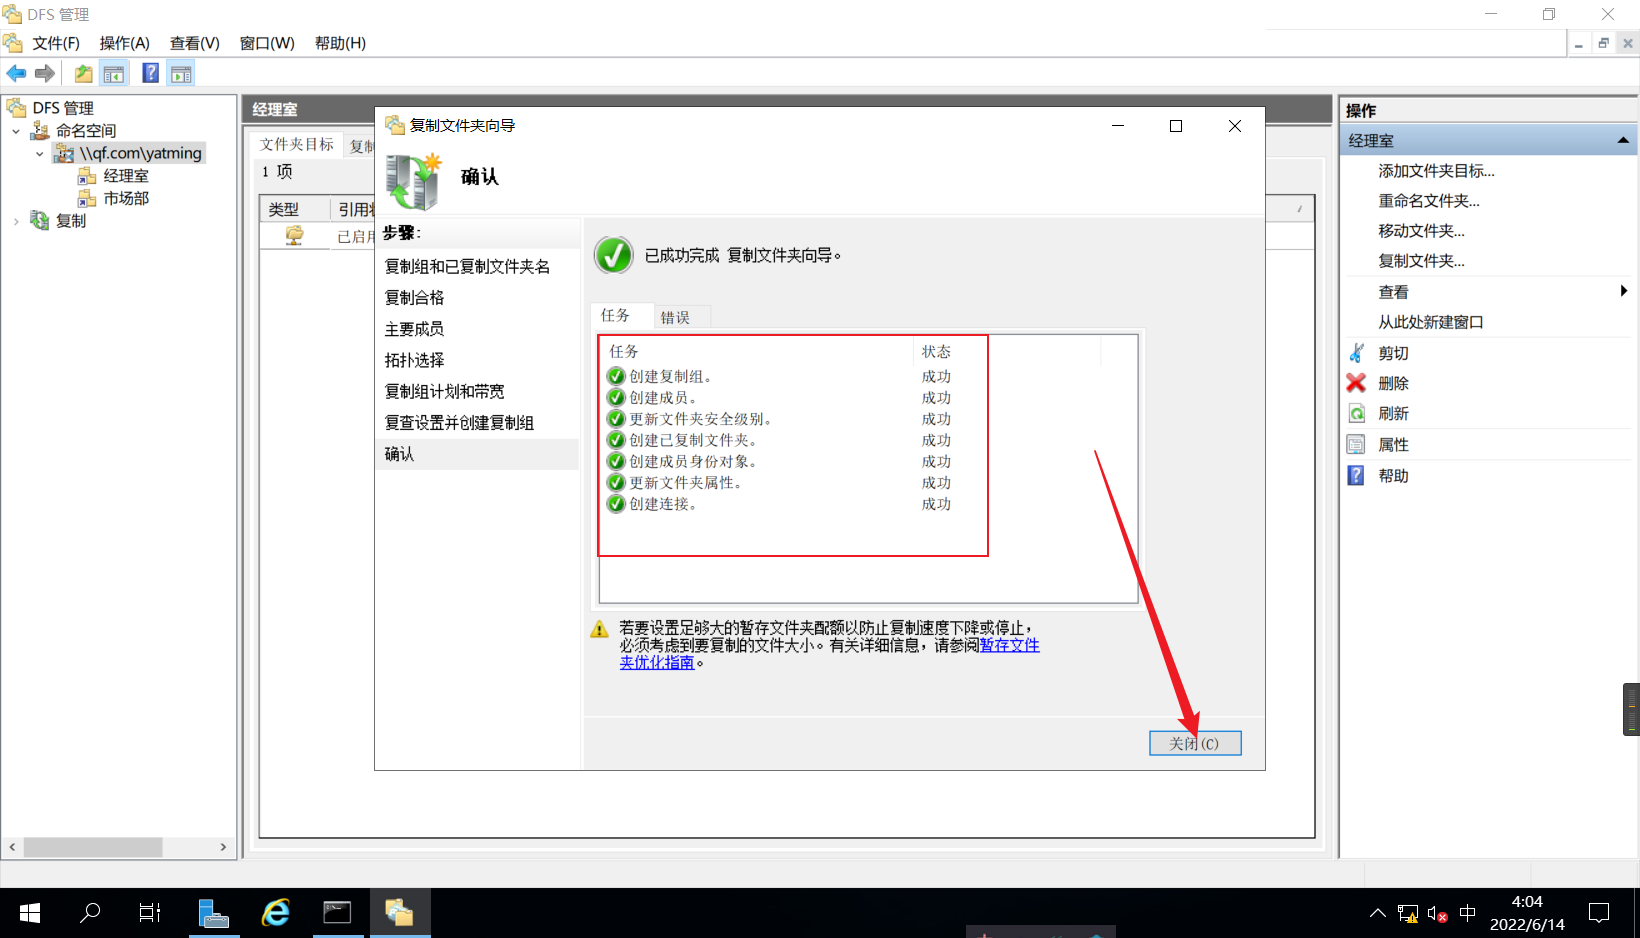 DFS 管理
文件(F) 操作(A) 查看(V) 窗口(W) 帮助(H)
DFS 管理
命名空间
\\qf.com\yatming
经理室
市场部
复制
经理室
文件夹目标 复制
1 项
类型 引用状
已启用
复制文件夹向导
确认
步骤:
复制组和已复制文件夹名
复制合格
主要成员
拓扑选择
复制组计划和带宽
复查设置并创建复制组
确认
已成功完成 复制文件夹向导。
任务 错误
任务 状态
创建复制组。 成功
创建成员。 成功
更新文件夹安全级别。 成功
创建已复制文件夹。 成功
创建成员身份对象。 成功
更新文件夹属性。 成功
创建连接。 成功
若要设置足够大的暂存文件夹配额以防止复制速度下降或停止，
必须考虑到要复制的文件大小。有关详细信息，请参阅暂存文件
夹优化指南。
关闭(C)
操作
经理室
添加文件夹目标...
重命名文件夹...
移动文件夹...
复制文件夹...
查看
从此处新建窗口
剪切
删除
刷新
属性
帮助
中
4:04
2022/6/14